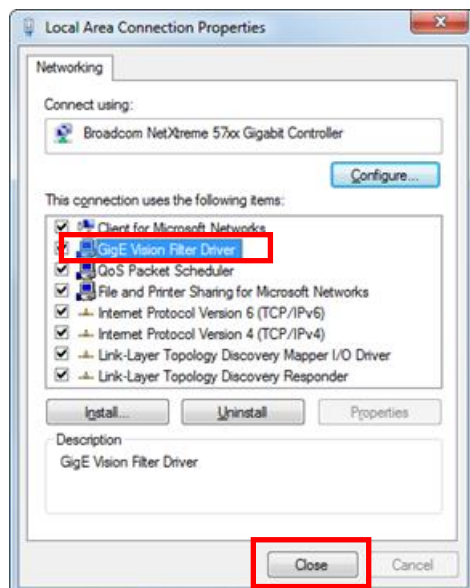 Local Area Connection Properties
Networking
Connect using:
Broadcom NetXtreme 57xx Gigabit Controller
Configure...
This connection uses the following items:
Client for Microsoft Networks
GigE Vision Filter Driver
QoS Packet Scheduler
File and Printer Sharing for Microsoft Networks
Internet Protocol Version 6 (TCP/IPv6)
Internet Protocol Version 4 (TCP/IPv4)
Link-Layer Topology Discovery Mapper I/O Driver
Link-Layer Topology Discovery Responder
Install... Uninstall Properties
Description
GigE Vision Filter Driver
Close Cancel